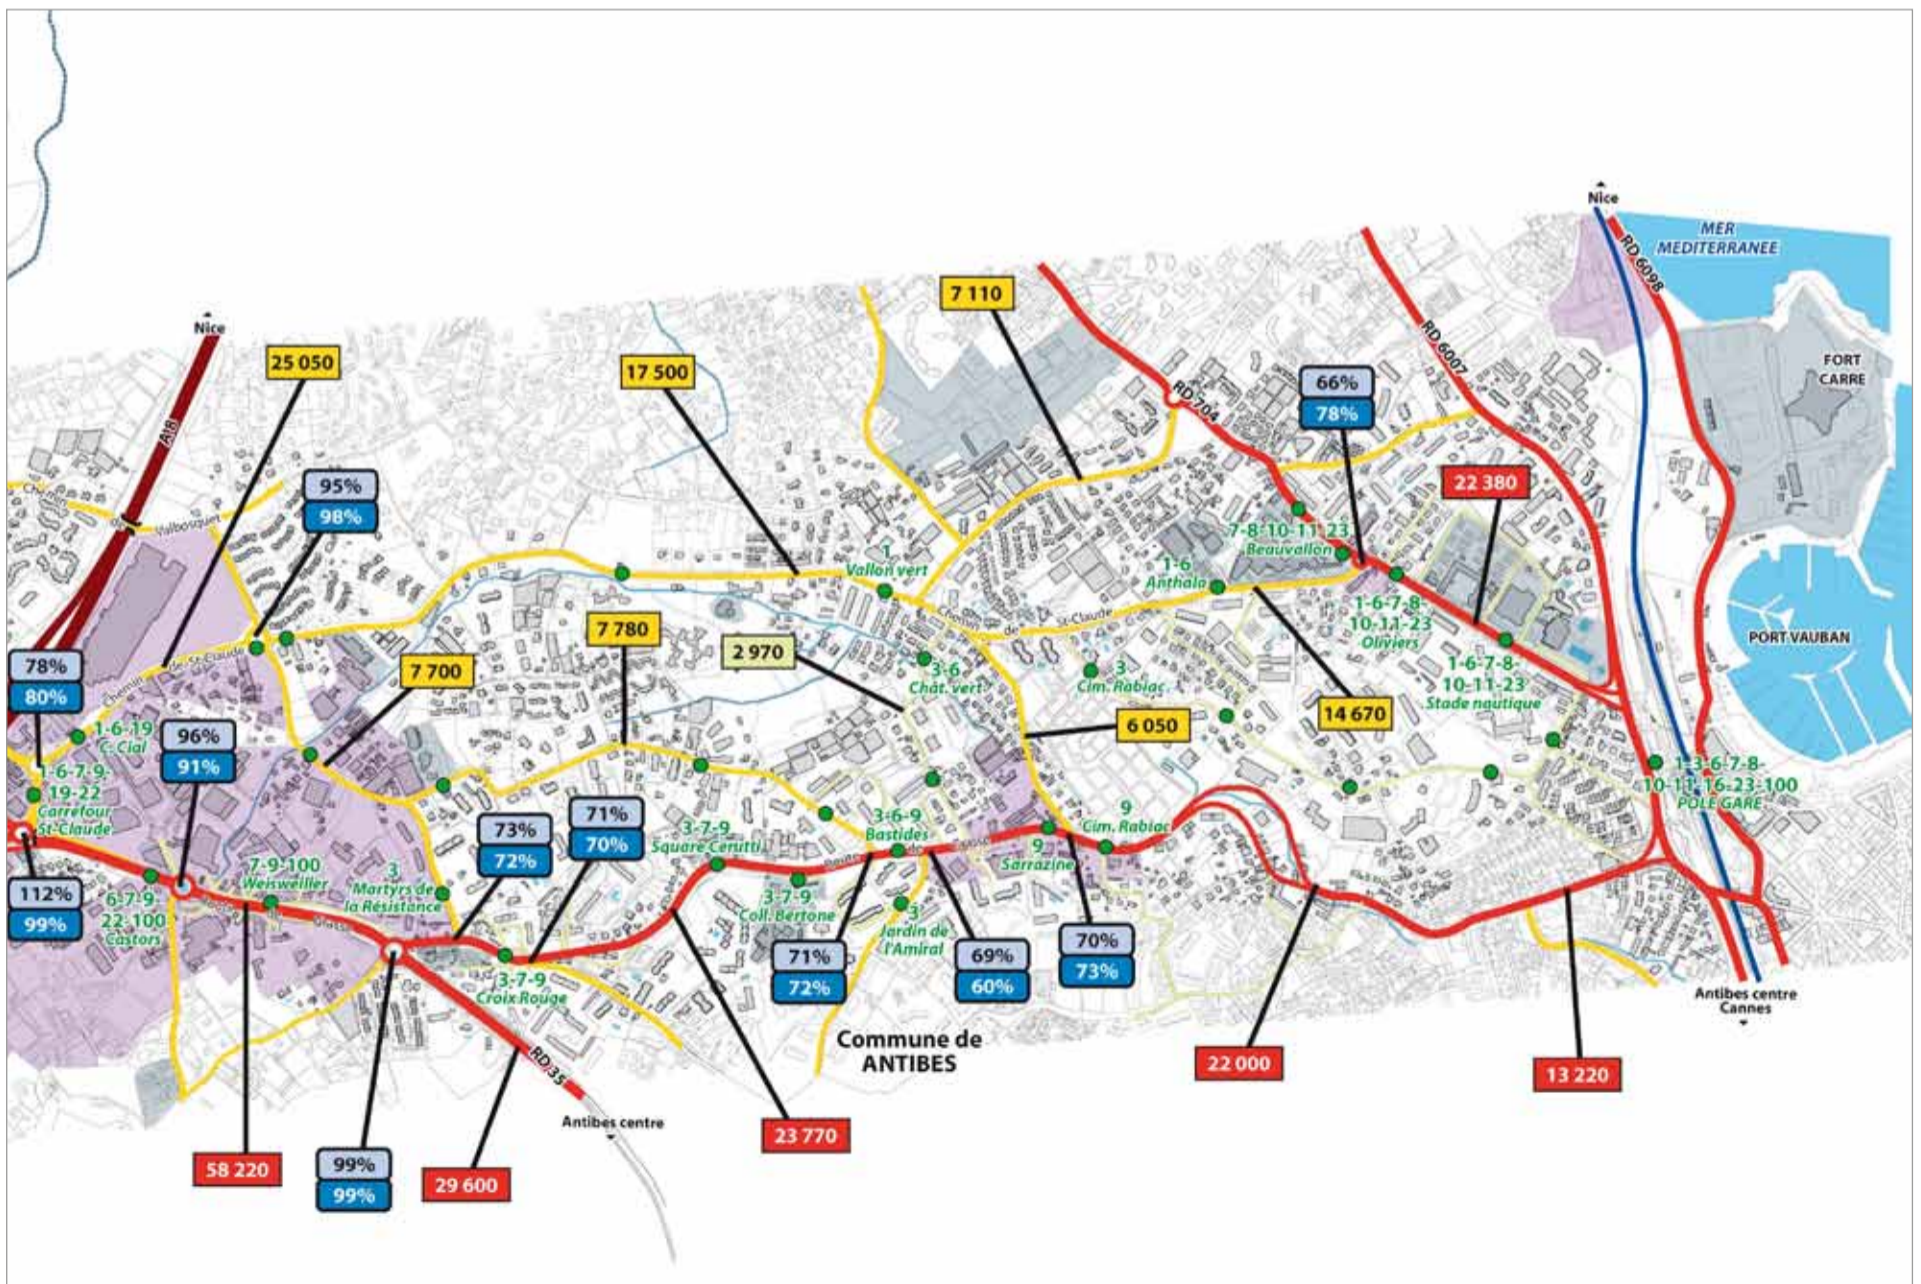 Nice
MER
MEDITERRANEE
RD 6098
7 110
Nice
25 050
17 500
RD 6007
FORT
CARRE
A8
66%
78%
RD 704
22 380
95%
98%
Chemin de Valbosquet
1
Vallon vert
7-8-10-11-23
Beauvallon
1-6
Anthéla
1-6-7-8-
10-11-23
Oliviers
Chemin de St-Claude
7 780
2 970
PORT VAUBAN
78%
80%
Chemin de St-Claude
7 700
3-6
Chât. vert
3
Cim. Rabiac
1-6-7-8-
10-11-23
Stade nautique
14 670
6 050
1-6-19
C. Cial
96%
91%
1-6-7-9-
19-22
Carrefour
St-Claude
1-3-6-7-8-
10-11-16-23-100
POLE GARE
73%
72%
71%
70%
3-7-9
Square Cerutti
3-6-9
Bastides
9
Cim. Rabiac
9
Sarrazine
Route de
112%
99%
7-9-100
Weisweiller
3
Martyrs de
la Résistance
6-7-9
22-100
Castors
3-7-9
Coll. Bertone
3
Jardin de
l'Amiral
71%
72%
69%
60%
70%
73%
3-7-9
Croix Rouge
Antibes centre
Cannes
Commune de
ANTIBES
RD 35
22 000
13 220
Antibes centre
23 770
58 220
99%
99%
29 600